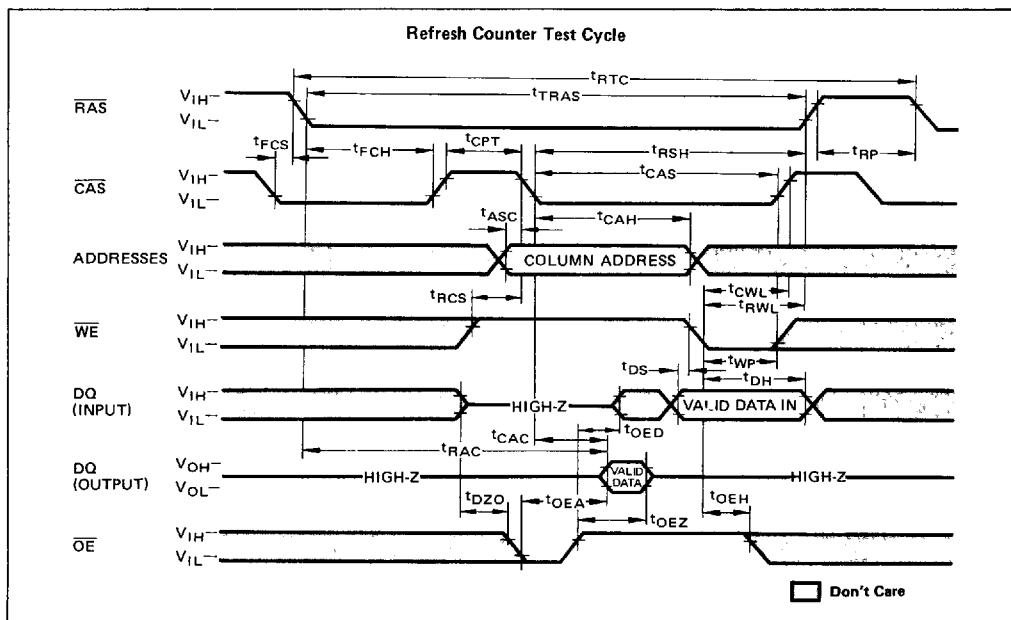 Refresh Counter Test Cycle
tRTC
RAS
VIH
VIL
tTRAS
tFCS
tFCH
tCPT
tRSH
tRP
CAS
VIH
VIL
tCAS
tASC
tCAH
ADDRESSES
VIH
VIL
COLUMN ADDRESS
tRCS
tCWL
tRWL
WE
VIH
VIL
tWP
tDS
tDH
DQ
(INPUT)
VIH
VIL
HIGH-Z
VALID DATA IN
tOED
tCAC
tRAC
DQ
(OUTPUT)
VOH
VOL
HIGH-Z
VALID
DATA
HIGH-Z
tDZO
tOEA
tOEZ
tOEH
OE
VIH
VIL
Don't Care